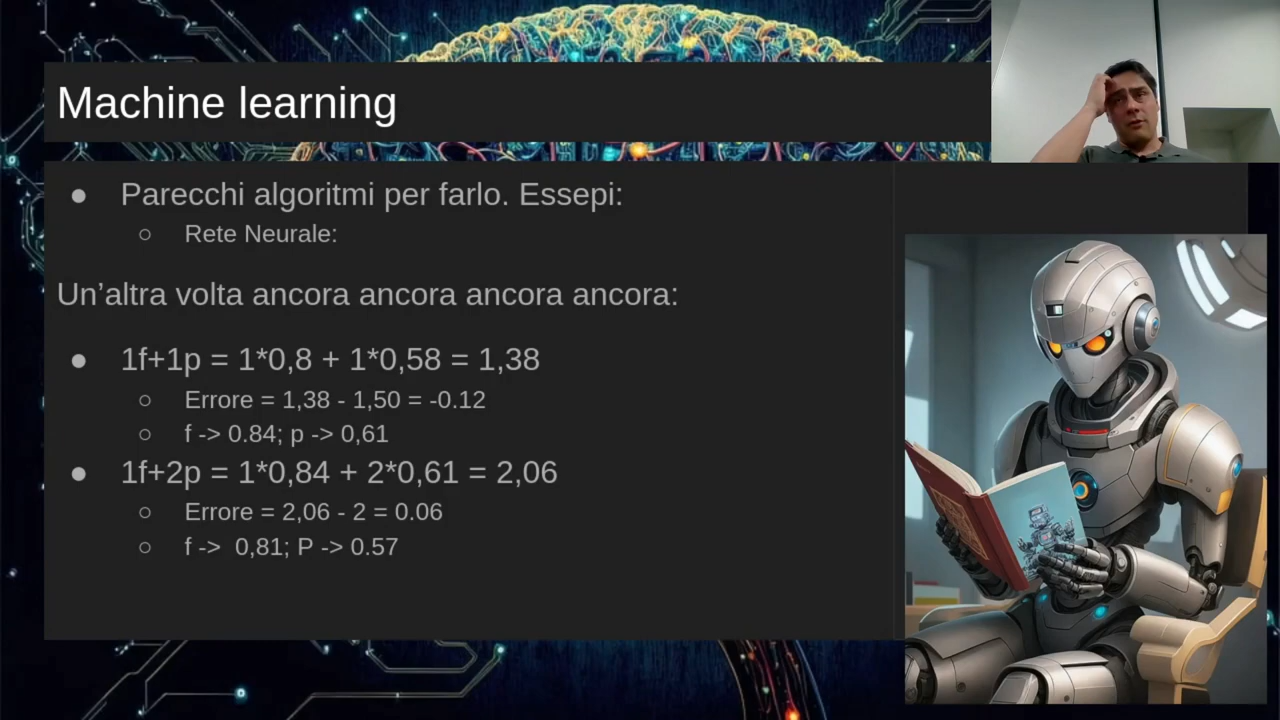 Machine learning
● Parecchi algoritmi per farlo. Essepi:
○ Rete Neurale:
Un’altra volta ancora ancora ancora ancora:
● 1f+1p = 1*0,8 + 1*0,58 = 1,38
○ Errore = 1,38 - 1,50 = -0.12
○ f -> 0.84; p -> 0,61
● 1f+2p = 1*0,84 + 2*0,61 = 2,06
○ Errore = 2,06 - 2 = 0.06
○ f ->  0,81; P -> 0.57